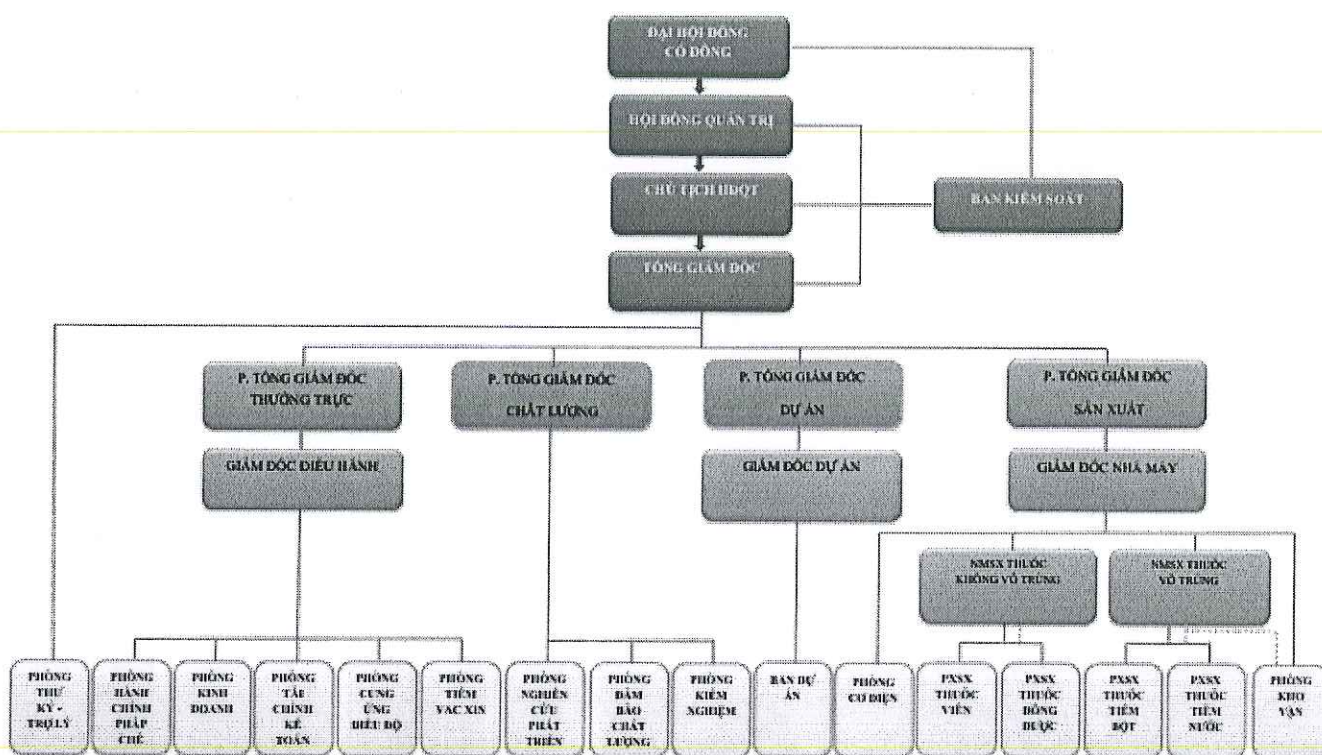 ĐẠI HỘI ĐỒNG
CỔ ĐÔNG
HỘI ĐỒNG QUẢN TRỊ
CHỦ TỊCH HĐQT
BAN KIỂM SOÁT
TỔNG GIÁM ĐỐC
P. TỔNG GIÁM ĐỐC
THƯỜNG TRỰC
P. TỔNG GIÁM ĐỐC
CHẤT LƯỢNG
P. TỔNG GIÁM ĐỐC
DỰ ÁN
P. TỔNG GIÁM ĐỐC
SẢN XUẤT
GIÁM ĐỐC ĐIỀU HÀNH
GIÁM ĐỐC DỰ ÁN
GIÁM ĐỐC NHÀ MÁY
NMSX THUỐC
KHÔNG VÔ TRÙNG
NMSX THUỐC
VÔ TRÙNG
PHÒNG
THƯ
KÝ -
TRỢ LÝ
PHÒNG
HÀNH
CHÍNH
PHÁP
CHẾ
PHÒNG
KINH
DOANH
PHÒNG
TÀI
CHÍNH
KẾ
TOÁN
PHÒNG
CUNG
ỨNG
ĐIỀU ĐỘ
PHÒNG
TIÊM
VAC XIN
PHÒNG
NGHIÊN
CỨU
PHÁT
TRIỂN
PHÒNG
ĐẢM
BẢO
CHẤT
LƯỢNG
PHÒNG
KIỂM
NGHIỆM
BAN DỰ
ÁN
PHÒNG
CƠ ĐIỆN
PXSX
THUỐC
VIÊN
PXSX
THUỐC
ĐÔNG
DƯỢC
PXSX
THUỐC
TIÊM
BỘT
PXSX
THUỐC
TIÊM
NƯỚC
PHÒNG
KHO
VẬN